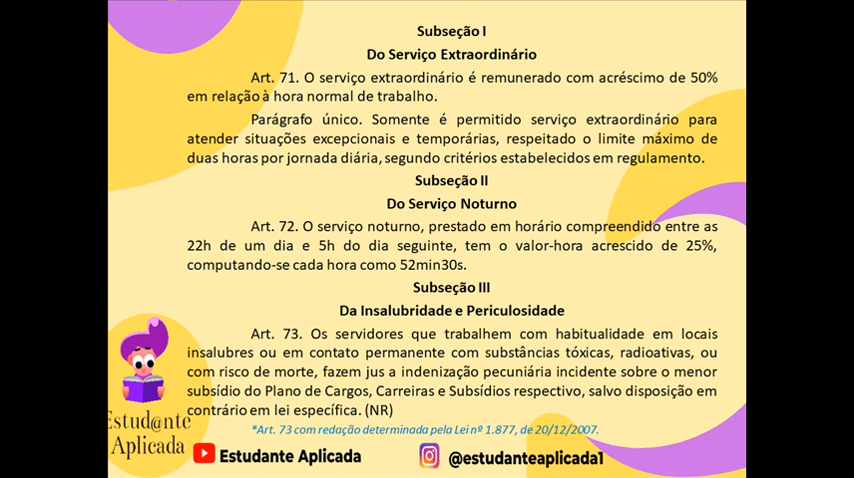 Subseção I
Do Serviço Extraordinário
Art. 71. O serviço extraordinário é remunerado com acréscimo de 50%
em relação à hora normal de trabalho.
Parágrafo único. Somente é permitido serviço extraordinário para
atender situações excepcionais e temporárias, respeitado o limite máximo de
duas horas por jornada diária, segundo critérios estabelecidos em regulamento.
Subseção II
Do Serviço Noturno
Art. 72. O serviço noturno, prestado em horário compreendido entre as
22h de um dia e 5h do dia seguinte, tem o valor-hora acrescido de 25%,
computando-se cada hora como 52min30s.
Subseção III
Da Insalubridade e Periculosidade
Art. 73. Os servidores que trabalhem com habitualidade em locais
insalubres ou em contato permanente com substâncias tóxicas, radioativas, ou
com risco de morte, fazem jus a indenização pecuniária incidente sobre o menor
subsídio do Plano de Cargos, Carreiras e Subsídios respectivo, salvo disposição em
contrário em lei específica. (NR)
*Art. 73 com redação determinada pela Lei nº 1.877, de 20/12/2007.
Estud@nte
Aplicada
Estudante Aplicada
@estudanteaplicada1